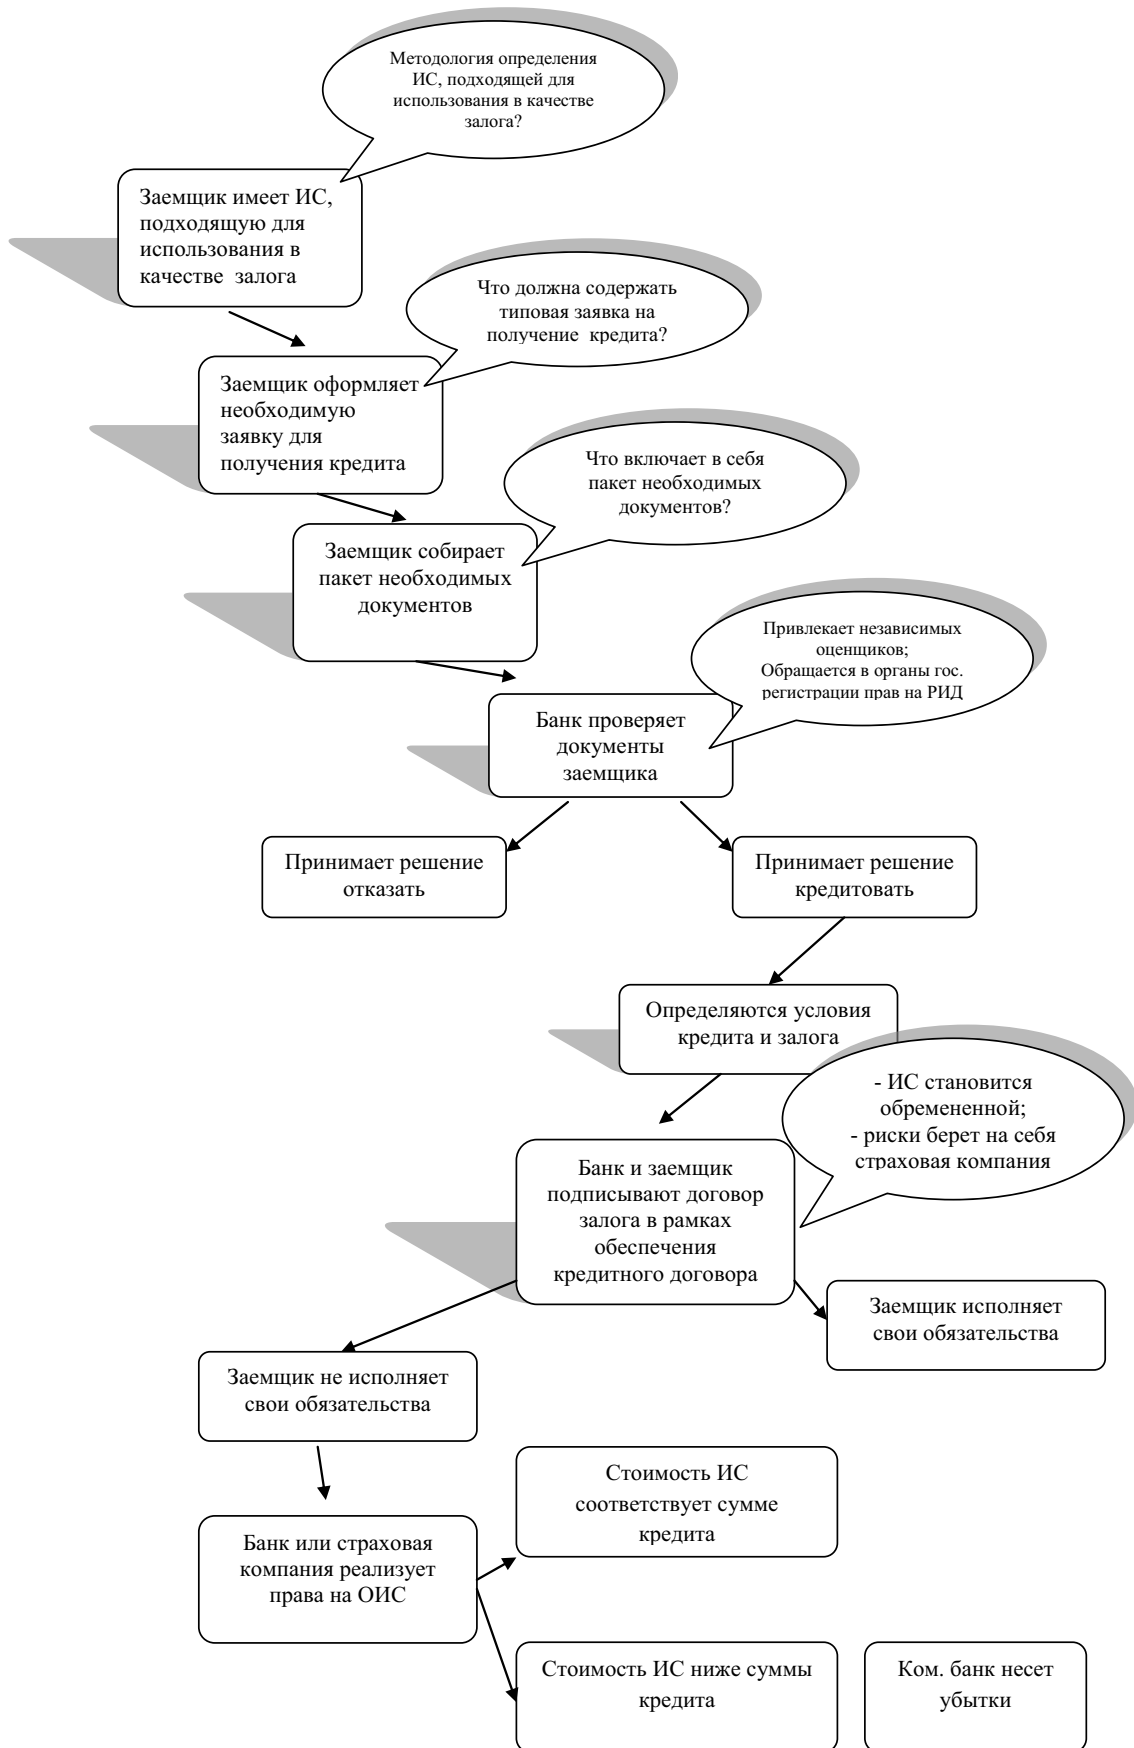 Методология определения
ИС, подходящей для
использования в качестве
залога?
Заемщик имеет ИС,
подходящую для
использования в
качестве залога
Что должна содержать
типовая заявка на
получение кредита?
Заемщик оформляет
необходимую
заявку для
получения кредита
Что включает в себя
пакет необходимых
документов?
Заемщик собирает
пакет необходимых
документов
Привлекает независимых
оценщиков;
Обращается в органы гос.
регистрации прав на РИД
Банк проверяет
документы
заемщика
Принимает решение
отказать
Принимает решение
кредитовать
Определяются условия
кредита и залога
- ИС становится
обремененной;
- риски берет на себя
страховая компания
Банк и заемщик
подписывают договор
залога в рамках
обеспечения
кредитного договора
Заемщик исполняет
свои обязательства
Заемщик не исполняет
свои обязательства
Стоимость ИС
соответствует сумме
кредита
Банк или страховая
компания реализует
права на ОИС
Стоимость ИС ниже суммы
кредита
Ком. банк несет
убытки